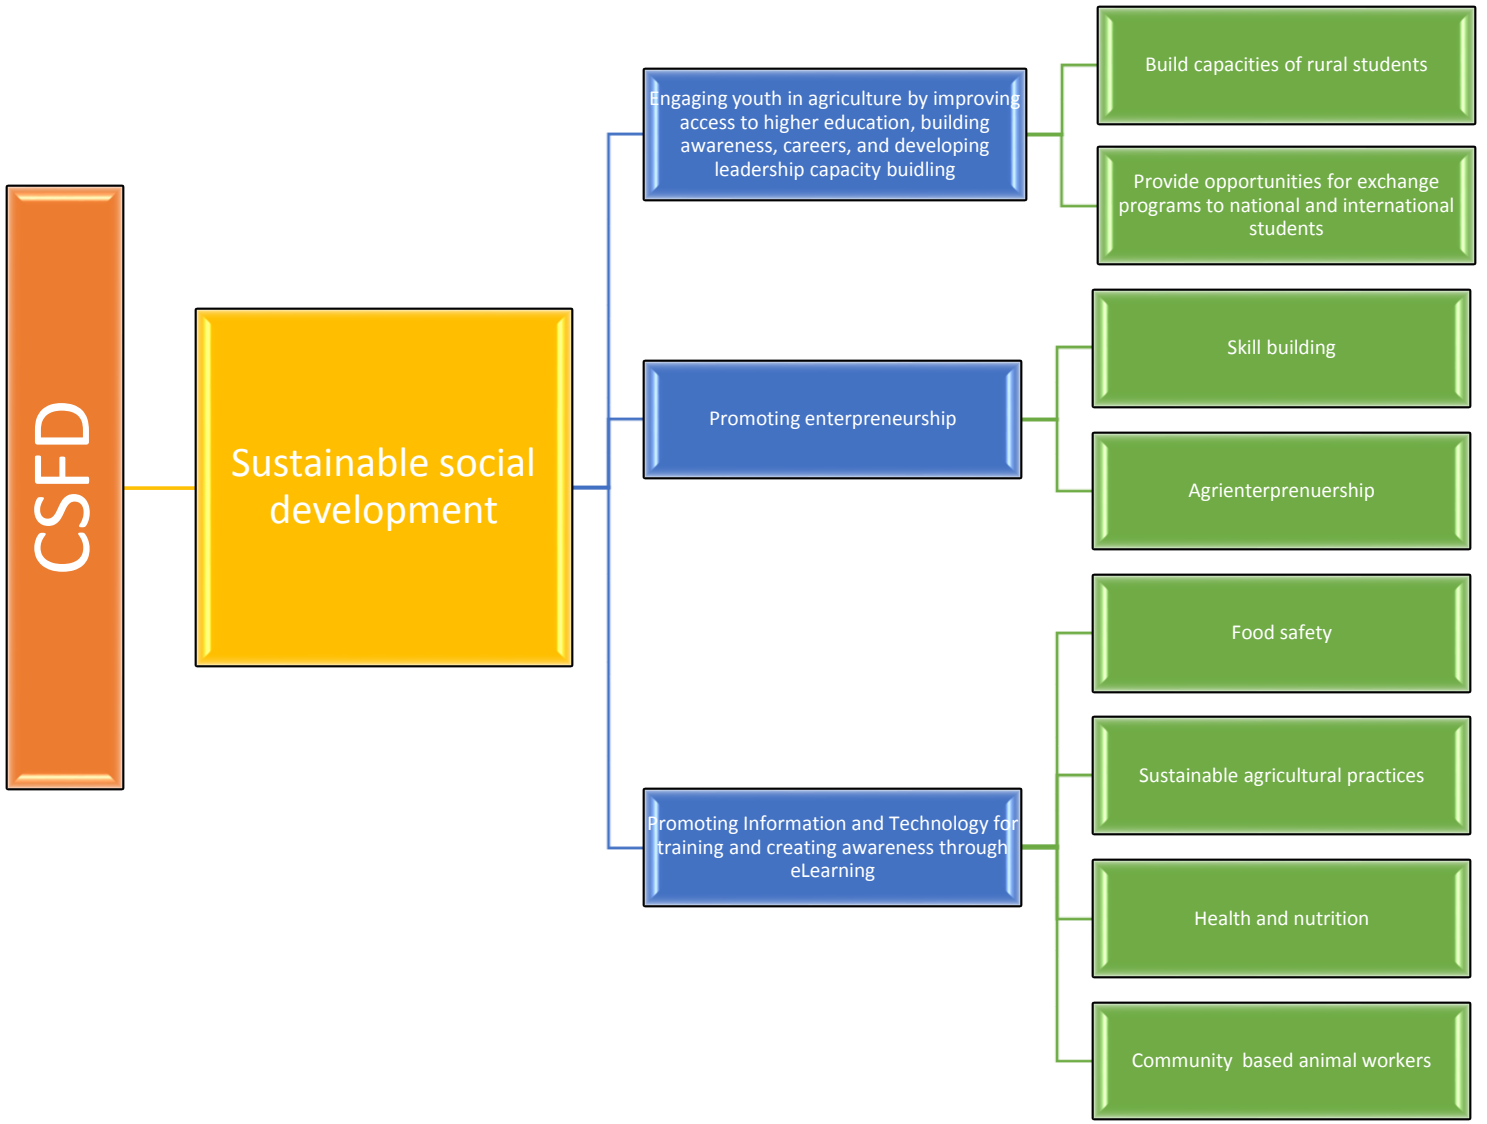 CSFD
Sustainable social
development
Engaging youth in agriculture by improving
access to higher education, building
awareness, careers, and developing
leadership capacity buidling
Build capacities of rural students
Provide opportunities for exchange
programs to national and international
students
Promoting enterpreneurship
Skill building
Agrienterprenuership
Promoting Information and Technology for
training and creating awareness through
eLearning
Food safety
Sustainable agricultural practices
Health and nutrition
Community  based animal workers